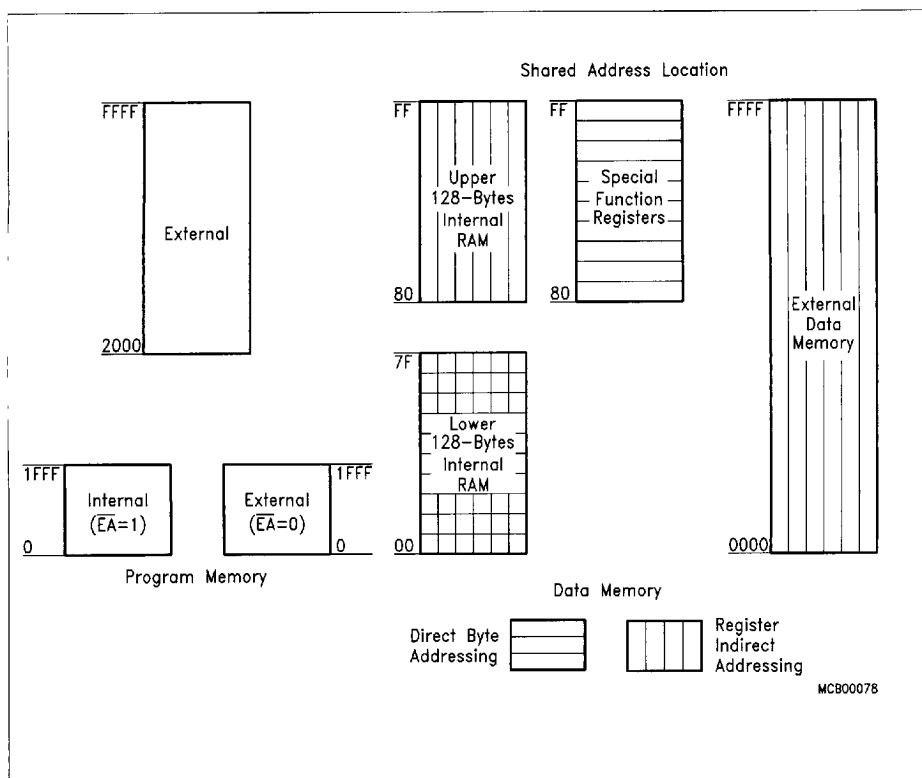 Shared Address Location
FFFF
External
2000
1FFF
Internal
(E̅A̅=1)
0
External
(E̅A̅=0)
1FFF
0
Program Memory
FF
Upper
128-Bytes
Internal
RAM
80
FF
Special
Function
Registers
80
7F
Lower
128-Bytes
Internal
RAM
00
FFFF
External
Data
Memory
0000
Data Memory
Direct Byte
Addressing
Register
Indirect
Addressing
MCB00078